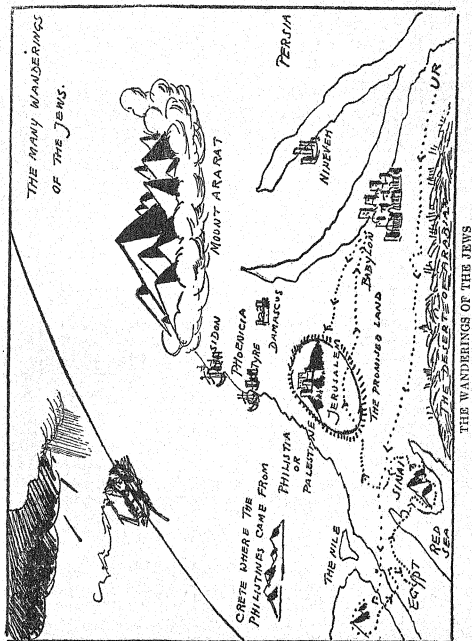 THE MANY WANDERINGS
OF THE JEWS.
MOUNT ARARAT
PERSIA
NINEVEH
UR
BABYLON
SIDON
PHOENICIA
TYRE
DAMASCUS
JERUSALEM
THE PROMISED LAND
THE DESERT OF ARABIA
CRETE WHERE THE
PHILISTINES CAME FROM
PHILISTIA
OR
PALESTINE
THE NILE
EGYPT
SINAI
RED
SEA
THE WANDERINGS OF THE JEWS